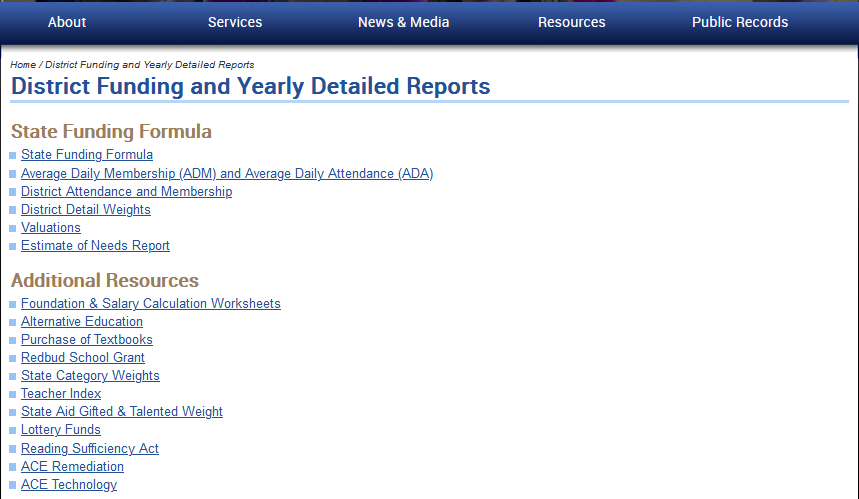 About Services News & Media Resources Public Records
Home / District Funding and Yearly Detailed Reports
District Funding and Yearly Detailed Reports
State Funding Formula
State Funding Formula
Average Daily Membership (ADM) and Average Daily Attendance (ADA)
District Attendance and Membership
District Detail Weights
Valuations
Estimate of Needs Report
Additional Resources
Foundation & Salary Calculation Worksheets
Alternative Education
Purchase of Textbooks
Redbud School Grant
State Category Weights
Teacher Index
State Aid Gifted & Talented Weight
Lottery Funds
Reading Sufficiency Act
ACE Remediation
ACE Technology